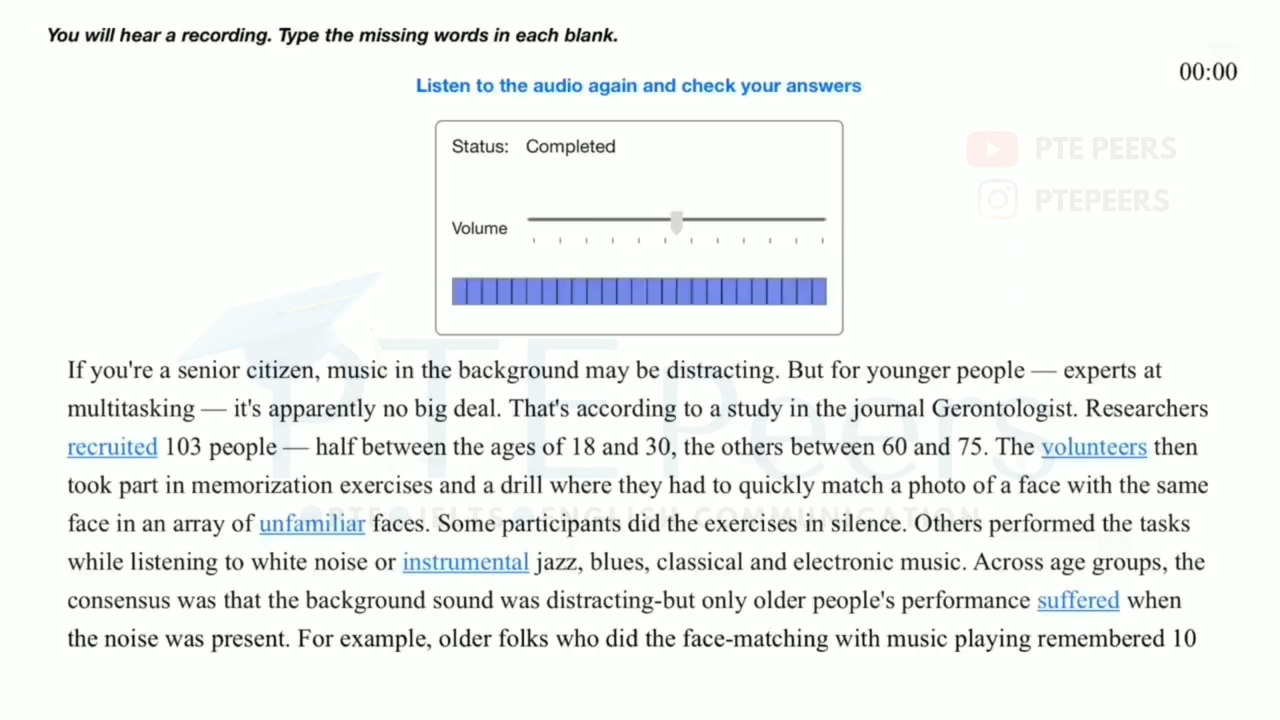 You will hear a recording. Type the missing words in each blank.
00:00
Listen to the audio again and check your answers
Status: Completed
PTE PEERS
PTEPEERS
Volume
PTE Peers
PTE IELTS ENGLISH COMMUNICATION
If you're a senior citizen, music in the background may be distracting. But for younger people — experts at
multitasking — it's apparently no big deal. That's according to a study in the journal Gerontologist. Researchers
recruited 103 people — half between the ages of 18 and 30, the others between 60 and 75. The volunteers then
took part in memorization exercises and a drill where they had to quickly match a photo of a face with the same
face in an array of unfamiliar faces. Some participants did the exercises in silence. Others performed the tasks
while listening to white noise or instrumental jazz, blues, classical and electronic music. Across age groups, the
consensus was that the background sound was distracting-but only older people's performance suffered when
the noise was present. For example, older folks who did the face-matching with music playing remembered 10